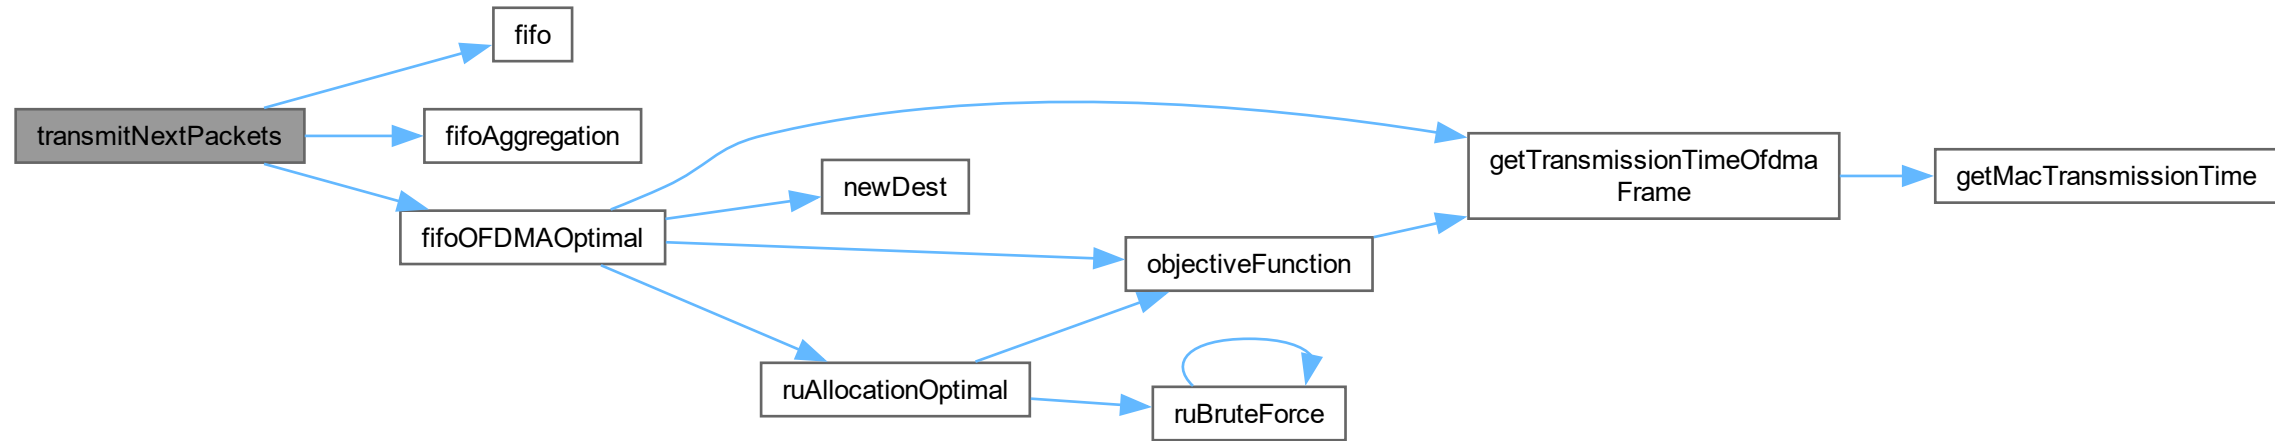 fifo
transmitNextPackets
fifoAggregation
fifoOFDMAOptimal
newDest
objectiveFunction
ruAllocationOptimal
ruBruteForce
getTransmissionTimeOfdma
Frame
getMacTransmissionTime